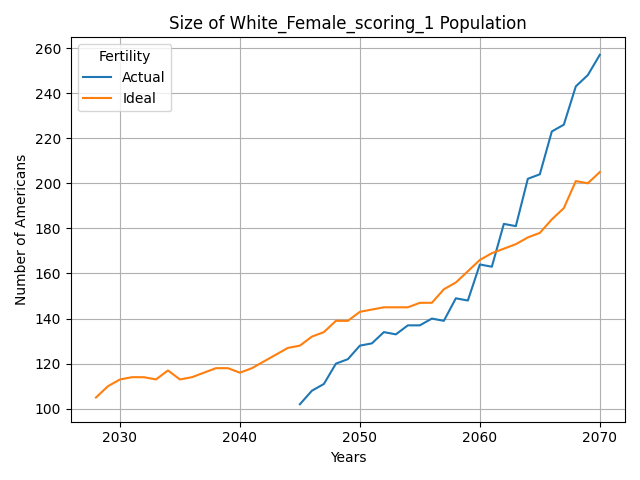 Size of White_Female_scoring_1 Population
Fertility
Actual
Ideal
Number of Americans
260
240
220
200
180
160
140
120
100
2030 2040 2050 2060 2070
Years